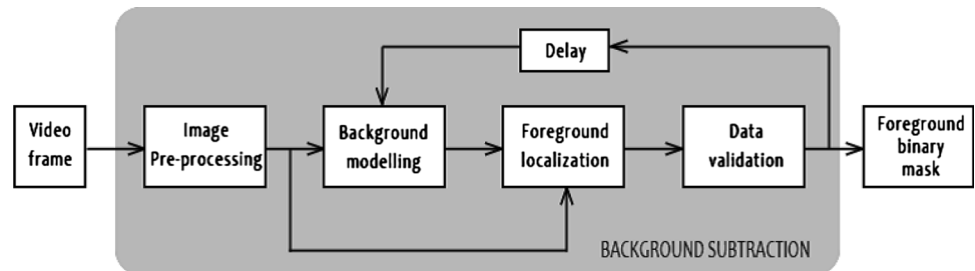 Delay
Video
frame
Image
Pre-processing
Background
modelling
Foreground
localization
Data
validation
Foreground
binary
mask
BACKGROUND SUBTRACTION